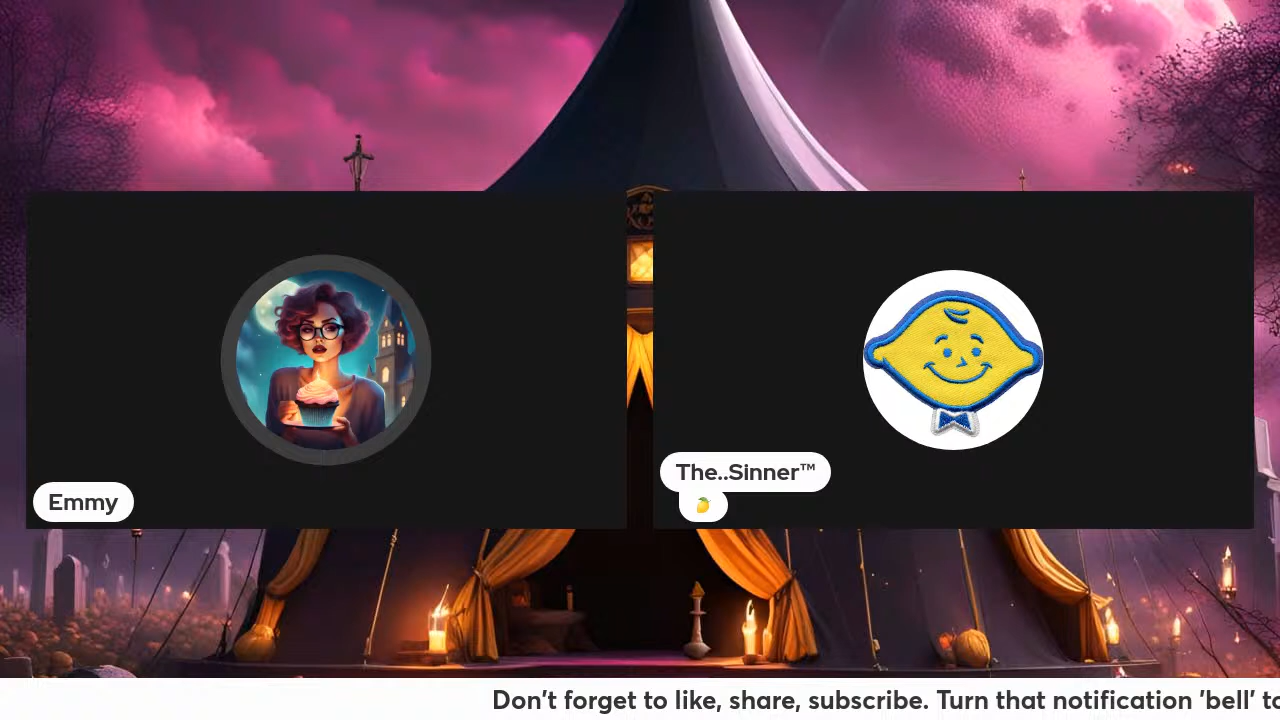 Emmy
The..Sinner™
🍋
Don't forget to like, share, subscribe. Turn that notification 'bell' to